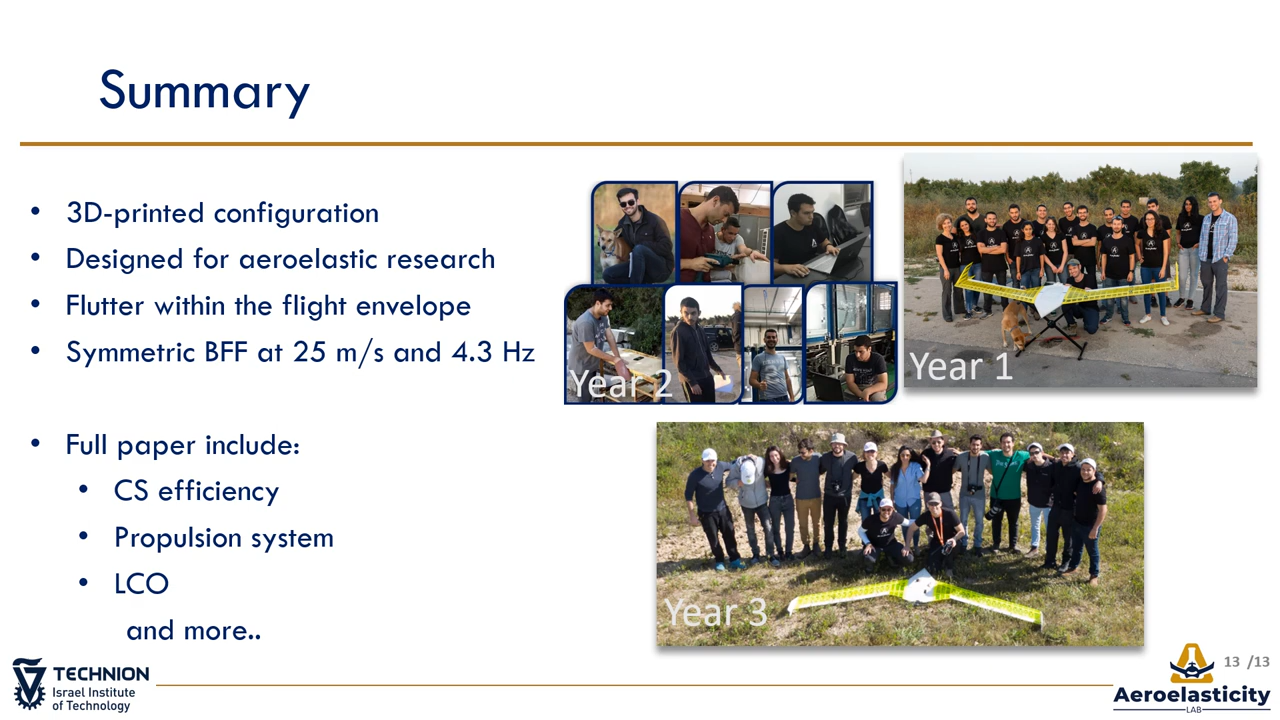 Summary
3D-printed configuration
Designed for aeroelastic research
Flutter within the flight envelope
Symmetric BFF at 25 m/s and 4.3 Hz
Full paper include:
CS efficiency
Propulsion system
LCO
and more..
Year 2
Year 1
Year 3
TECHNION
Israel Institute
of Technology
13 /13
Aeroelasticity
LAB